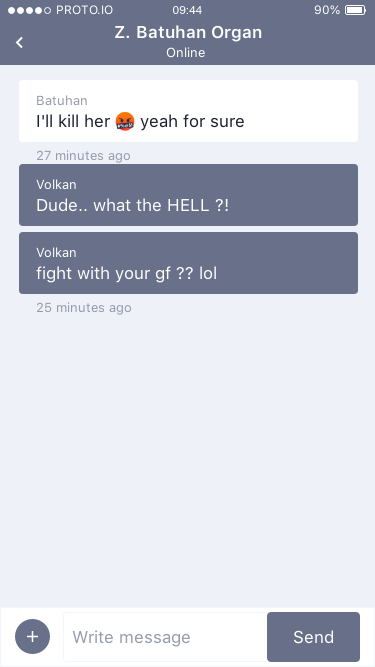 PROTO.IO 09:44 90%
Z. Batuhan Organ
Online
Batuhan
I'll kill her 🤬 yeah for sure
27 minutes ago
Volkan
Dude.. what the HELL ?!
Volkan
fight with your gf ?? lol
25 minutes ago
+ Write message Send